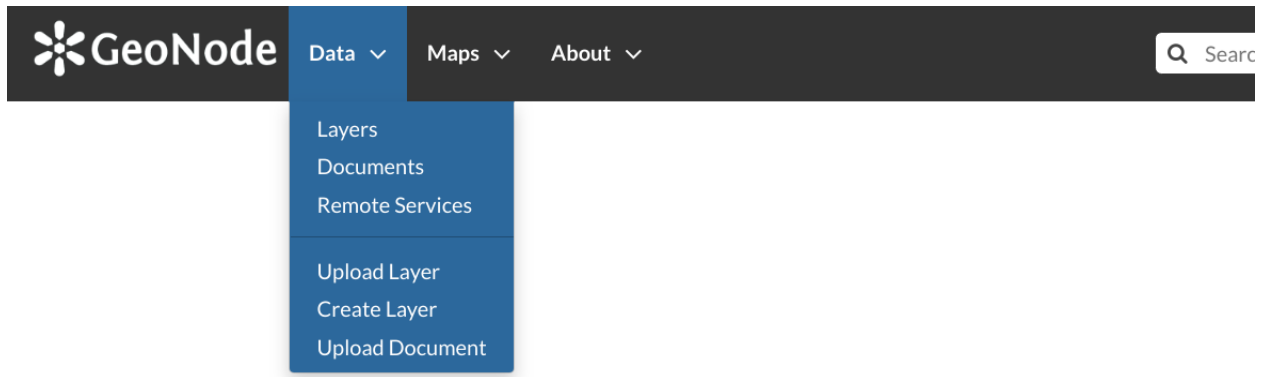 GeoNode Data Maps About
Layers
Documents
Remote Services
Upload Layer
Create Layer
Upload Document